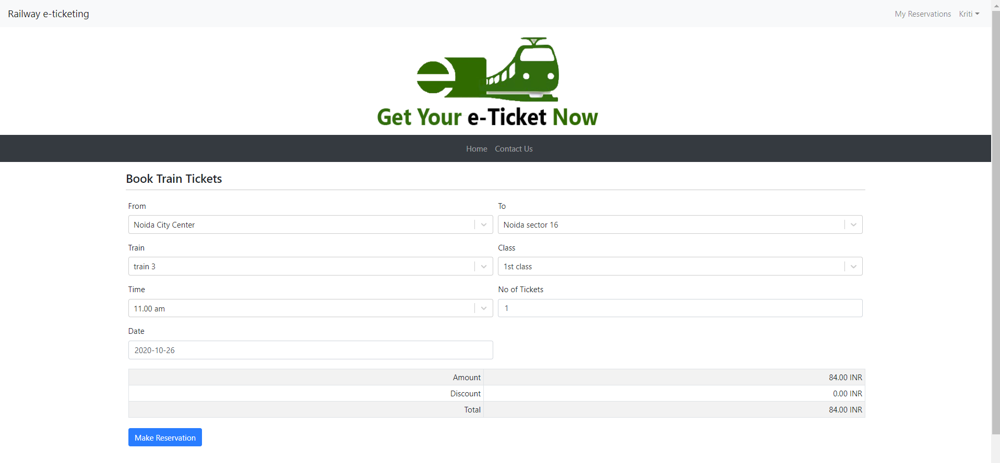 Railway e-ticketing
My Reservations Kriti
Get Your e-Ticket Now
Home Contact Us
Book Train Tickets
From To
Noida City Center Noida sector 16
Train Class
train 3 1st class
Time No of Tickets
11.00 am 1
Date
2020-10-26
Amount 84.00 INR
Discount 0.00 INR
Total 84.00 INR
Make Reservation